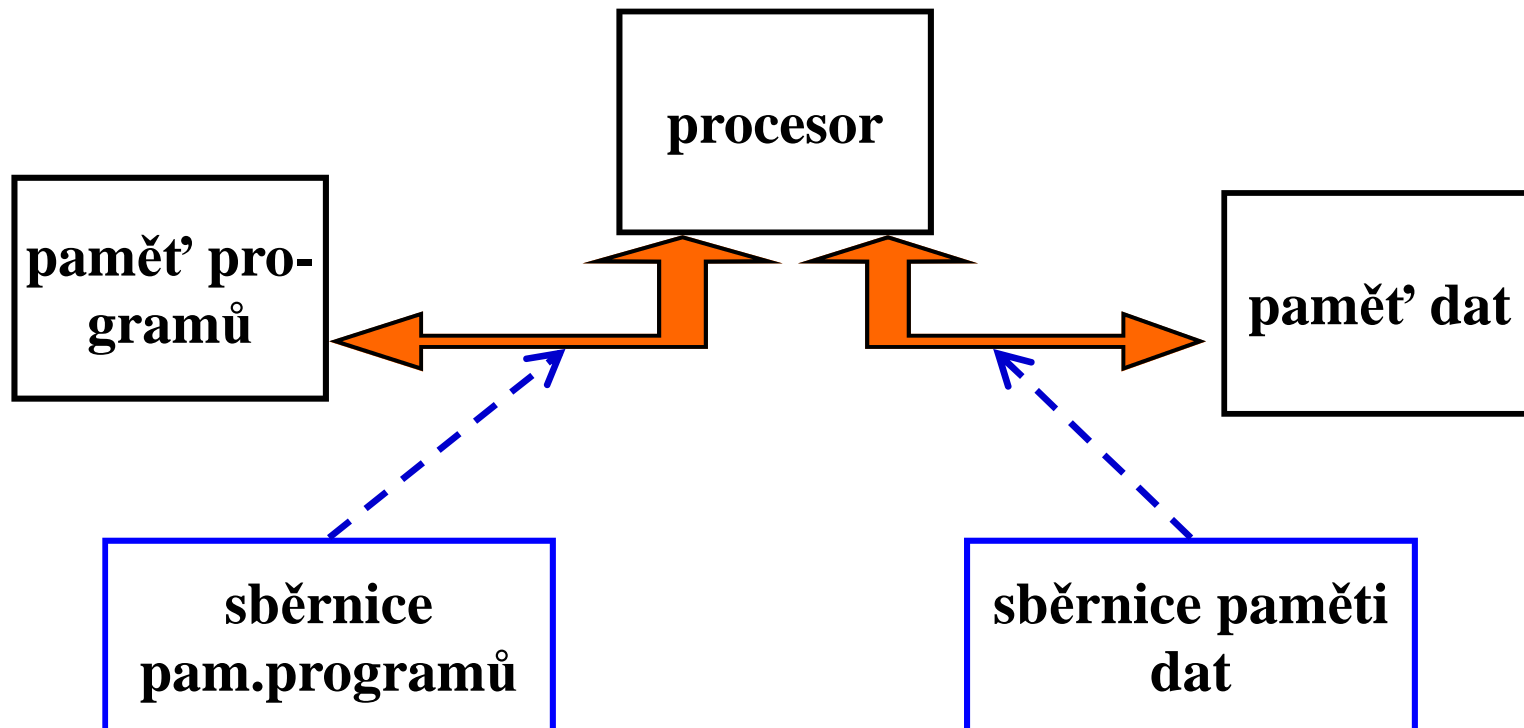 procesor
paměť pro-
gramů
paměť dat
sběrnice
pam.programů
sběrnice paměti
dat